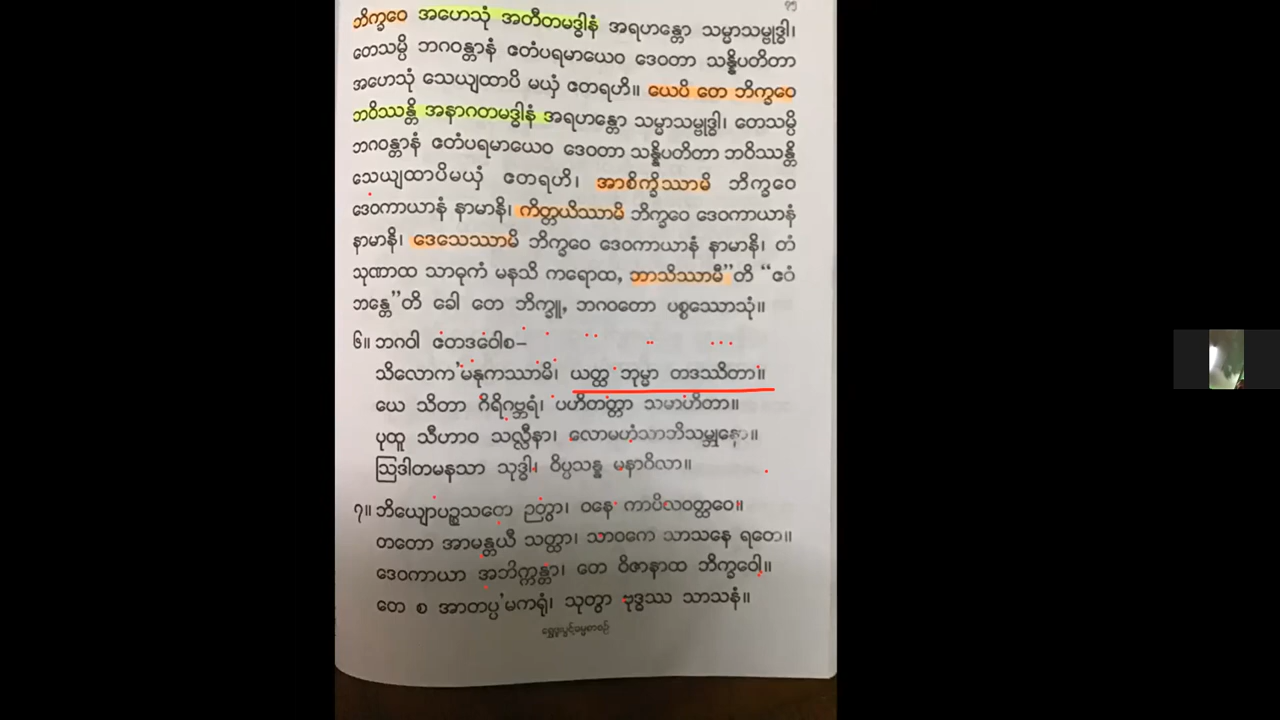 ဘိက္ခဝေ အဟေသုံ အတီတမဒ္ဓါနံ အရဟန္တော သမ္မာသမ္ဗုဒ္ဓါ၊
တေသမ္ပိ ဘဂဝန္တာနံ ဧတံပရမာယေဝ ဒေဝတာ သန္နိပတိတာ
အဟေသုံ သေယျထာပိ မယှံ ဧတရဟိ။ ယေပိ တေ ဘိက္ခဝေ
ဘဝိဿန္တိ အနာဂတမဒ္ဓါနံ အရဟန္တော သမ္မာသမ္ဗုဒ္ဓါ၊ တေသမ္ပိ
ဘဂဝန္တာနံ ဧတံပရမာယေဝ ဒေဝတာ သန္နိပတိတာ ဘဝိဿန္တိ
သေယျထာပိမယှံ ဧတရဟိ၊ အာစိက္ခိဿာမိ ဘိက္ခဝေ
ဒေဝကာယာနံ နာမာနိ၊ ကိတ္တယိဿာမိ ဘိက္ခဝေ ဒေဝကာယာနံ
နာမာနိ၊ ဒေသေဿာမိ ဘိက္ခဝေ ဒေဝကာယာနံ နာမာနိ၊ တံ
သုဏာထ သာဓုကံ မနသိ ကရောထ, ဘာသိဿာမီ”တိ “ဧဝံ
ဘန္တေ”တိ ခေါ တေ ဘိက္ခူ, ဘဂဝတော ပစ္စဿောသုံ။
၆။ ဘဂဝါ ဧတဒဝေါစ–
သိလောက'မနုကဿာမိ၊ ယတ္ထ ဘုမ္မာ တဒဿိတာ။
ယေ သိတာ ဂိရိဂဗ္ဘရံ၊ ပဟိတတ္တာ သမာဟိတာ။
ပုထူ သီဟာဝ သလ္လီနာ၊ လောမဟံသာဘိသမ္ဘုနော။
ဩဒါတမနသာ သုဒ္ဓါ၊ ဝိပ္ပသန္န မနာဝိလာ။
၇။ ဘိယျောပဉ္စသတေ ဉတွာ၊ ဝနေ ကာပိလဝတ္ထဝေ။
တတော အာမန္တယီ သတ္ထာ၊ သာဝကေ သာသနေ ရတေ။
ဒေဝကာယာ အဘိက္ကန္တာ၊ တေ ဝိဇာနာထ ဘိက္ခဝေါ။
တေ စ အာတပ္ပ'မကရုံ၊ သုတွာ ဗုဒ္ဓဿ သာသနံ။